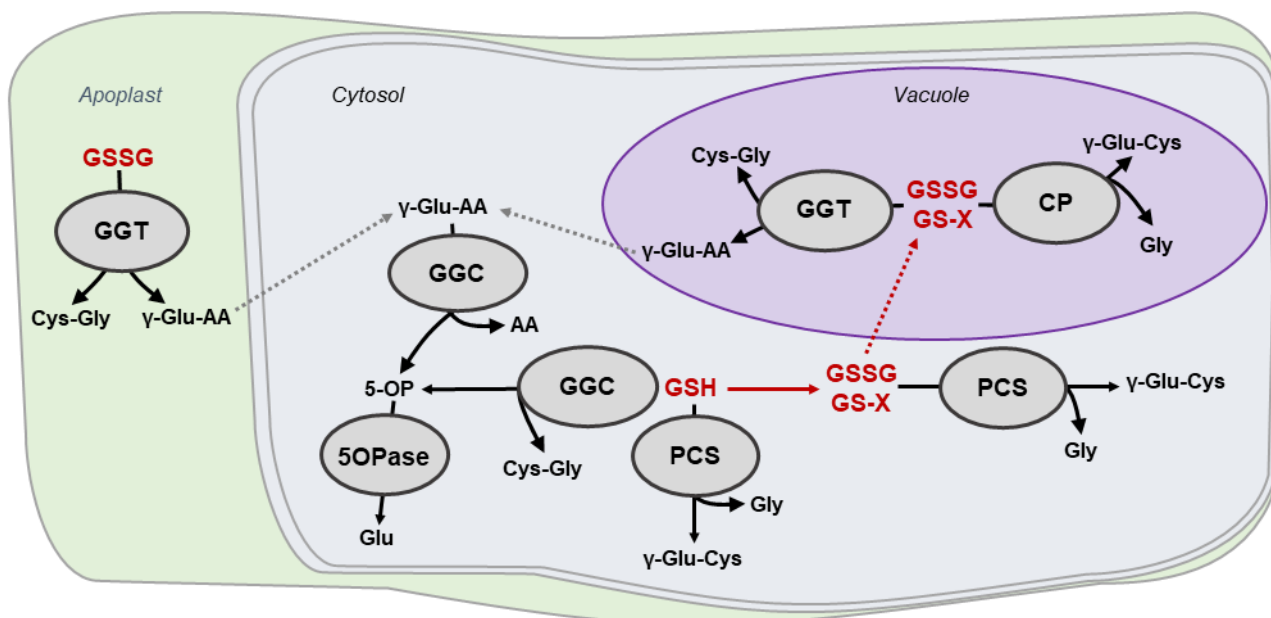 Apoplast
Cytosol
Vacuole
GSSG
GGT
Cys-Gly
γ-Glu-AA
γ-Glu-AA
GGC
AA
5-OP
5OPase
Glu
GGC
Cys-Gly
GSH
PCS
Gly
γ-Glu-Cys
GSSG
GS-X
PCS
γ-Glu-Cys
Gly
Cys-Gly
γ-Glu-AA
GGT
GSSG
GS-X
CP
γ-Glu-Cys
Gly